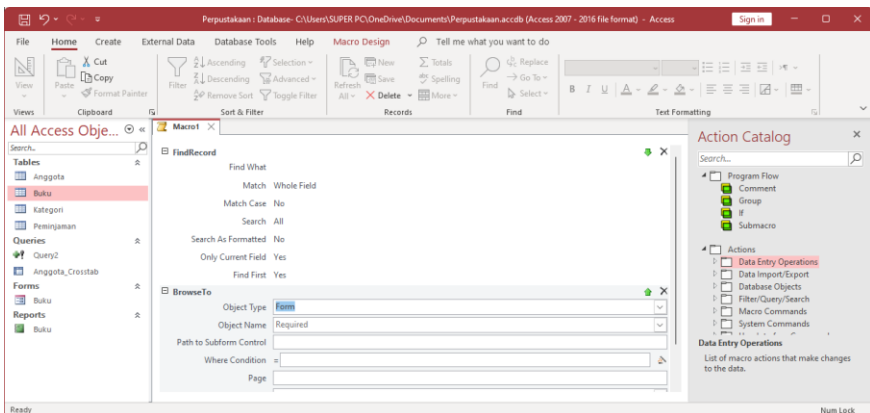 Perpustakaan : Database- C:\Users\SUPER PC\OneDrive\Documents\Perpustakaan.accdb (Access 2007 - 2016 file format) - Access
Sign in
File Home Create External Data Database Tools Help Macro Design Tell me what you want to do
View
Views
Paste
Cut
Copy
Format Painter
Clipboard
Filter
Ascending
Descending
Remove Sort
Selection
Advanced
Toggle Filter
Sort & Filter
Refresh All
New
Save
Delete
Totals
Spelling
More
Records
Find
Replace
Go To
Select
Find
B I U A
Text Formatting
All Access Obje...
Search...
Tables
Anggota
Buku
Kategori
Peminjaman
Queries
Query2
Anggota_Crosstab
Forms
Buku
Reports
Buku
Macro1
FindRecord
Find What
Match Whole Field
Match Case No
Search All
Search As Formatted No
Only Current Field Yes
Find First Yes
BrowseTo
Object Type Form
Object Name Required
Path to Subform Control
Where Condition =
Page
Action Catalog
Search...
Program Flow
Comment
Group
If
Submacro
Actions
Data Entry Operations
Data Import/Export
Database Objects
Filter/Query/Search
Macro Commands
System Commands
Data Entry Operations
List of macro actions that make changes
to the data.
Ready
Num Lock